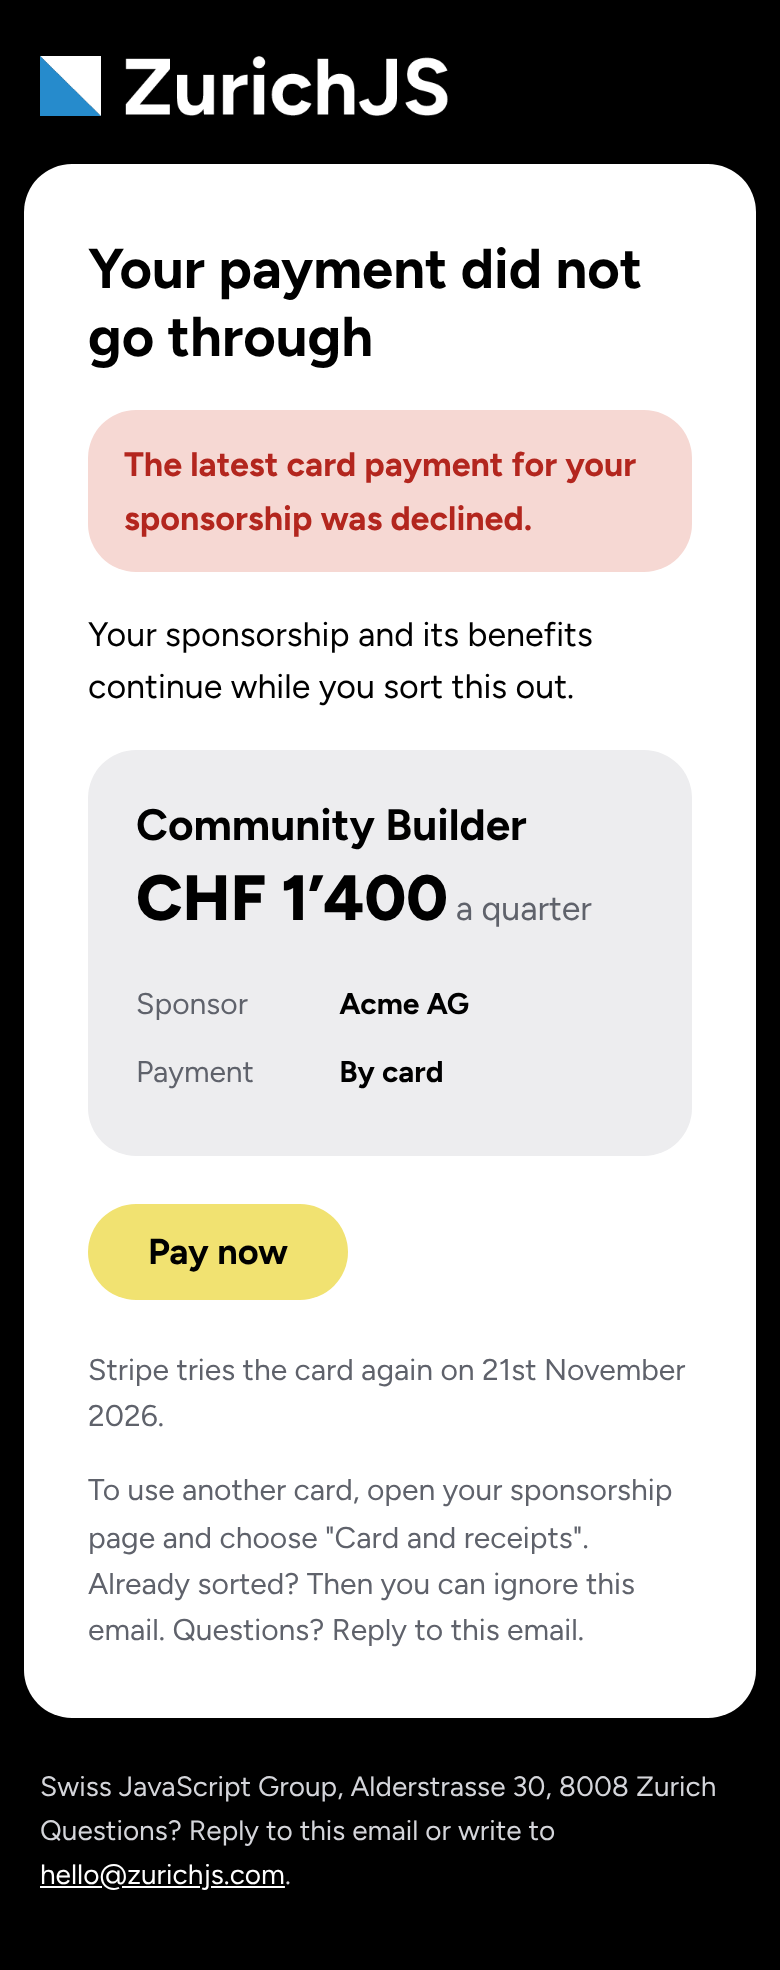 ZurichJS
Your payment did not
go through
The latest card payment for your
sponsorship was declined.
Your sponsorship and its benefits
continue while you sort this out.
Community Builder
CHF 1’400 a quarter
Sponsor Acme AG
Payment By card
Pay now
Stripe tries the card again on 21st November
2026.
To use another card, open your sponsorship
page and choose "Card and receipts".
Already sorted? Then you can ignore this
email. Questions? Reply to this email.
Swiss JavaScript Group, Alderstrasse 30, 8008 Zurich
Questions? Reply to this email or write to
hello@zurichjs.com.